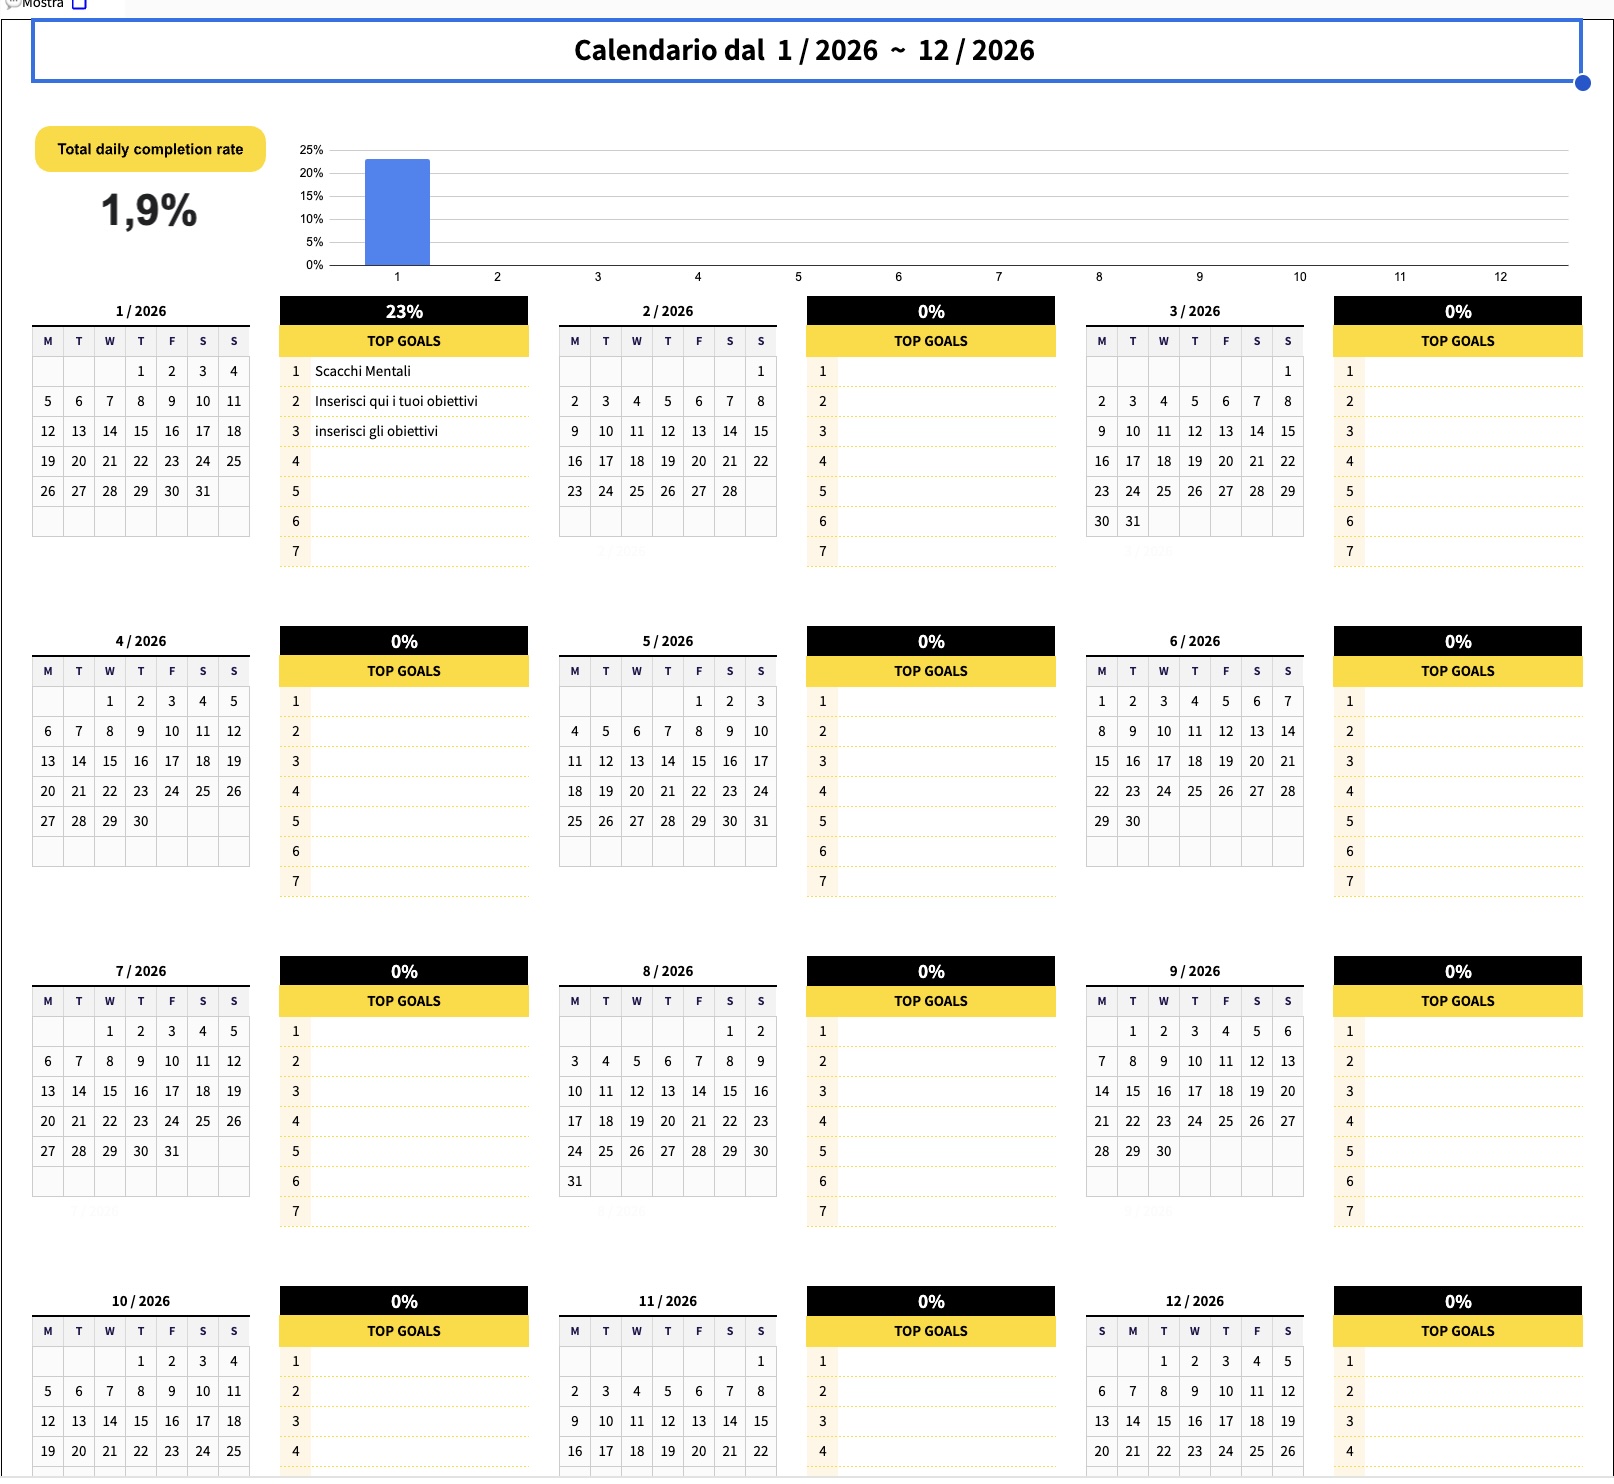 Mostra
Calendario dal 1 / 2026 ~ 12 / 2026
Total daily completion rate
1,9%
25%
20%
15%
10%
5%
0%
1 2 3 4 5 6 7 8 9 10 11 12
1 / 2026 23% 2 / 2026 0% 3 / 2026 0%
M T W T F S S TOP GOALS M T W T F S S TOP GOALS M T W T F S S TOP GOALS
1 2 3 4 1 Scacchi Mentali 1 1 1 1
5 6 7 8 9 10 11 2 Inserisci qui i tuoi obiettivi 2 3 4 5 6 7 8 2 2 3 4 5 6 7 8 2
12 13 14 15 16 17 18 3 inserisci gli obiettivi 9 10 11 12 13 14 15 3 9 10 11 12 13 14 15 3
19 20 21 22 23 24 25 4 16 17 18 19 20 21 22 4 16 17 18 19 20 21 22 4
26 27 28 29 30 31 5 23 24 25 26 27 28 5 23 24 25 26 27 28 29 5
6 6 30 31 6
7 7 7
4 / 2026 0% 5 / 2026 0% 6 / 2026 0%
M T W T F S S TOP GOALS M T W T F S S TOP GOALS M T W T F S S TOP GOALS
1 2 3 4 5 1 1 2 3 1 1 2 3 4 5 6 7 1
6 7 8 9 10 11 12 2 4 5 6 7 8 9 10 2 8 9 10 11 12 13 14 2
13 14 15 16 17 18 19 3 11 12 13 14 15 16 17 3 15 16 17 18 19 20 21 3
20 21 22 23 24 25 26 4 18 19 20 21 22 23 24 4 22 23 24 25 26 27 28 4
27 28 29 30 5 25 26 27 28 29 30 31 5 29 30 5
6 6 6
7 7 7
7 / 2026 0% 8 / 2026 0% 9 / 2026 0%
M T W T F S S TOP GOALS M T W T F S S TOP GOALS M T W T F S S TOP GOALS
1 2 3 4 5 1 1 2 1 1 2 3 4 5 6 1
6 7 8 9 10 11 12 2 3 4 5 6 7 8 9 2 7 8 9 10 11 12 13 2
13 14 15 16 17 18 19 3 10 11 12 13 14 15 16 3 14 15 16 17 18 19 20 3
20 21 22 23 24 25 26 4 17 18 19 20 21 22 23 4 21 22 23 24 25 26 27 4
27 28 29 30 31 5 24 25 26 27 28 29 30 5 28 29 30 5
6 31 6 6
7 7 7
10 / 2026 0% 11 / 2026 0% 12 / 2026 0%
M T W T F S S TOP GOALS M T W T F S S TOP GOALS S M T W T F S TOP GOALS
1 2 3 4 1 1 1 1 2 3 4 5 1
5 6 7 8 9 10 11 2 2 3 4 5 6 7 8 2 6 7 8 9 10 11 12 2
12 13 14 15 16 17 18 3 9 10 11 12 13 14 15 3 13 14 15 16 17 18 19 3
19 20 21 22 23 24 25 4 16 17 18 19 20 21 22 4 20 21 22 23 24 25 26 4